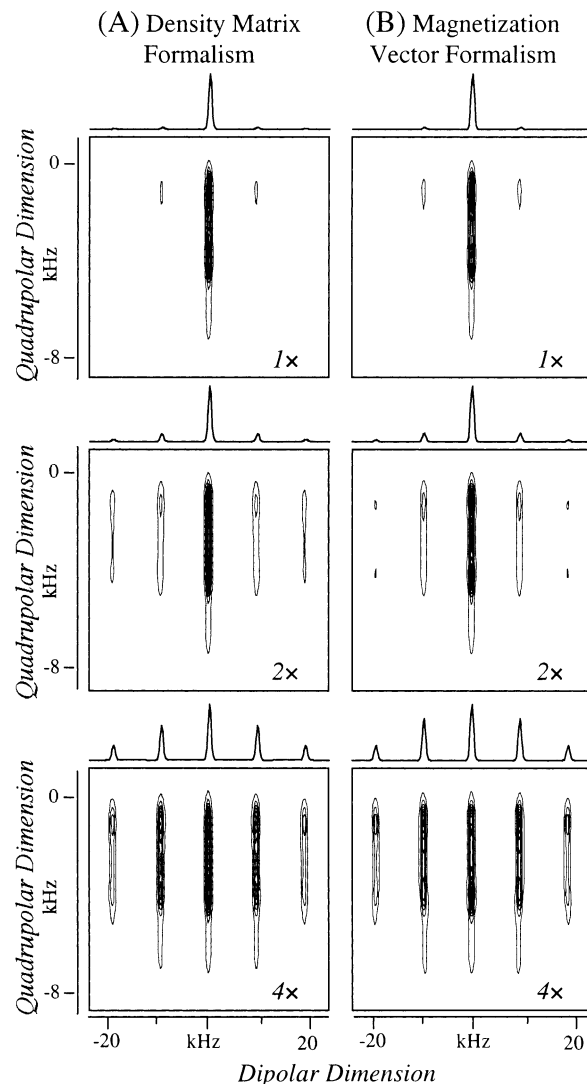 (A) Density Matrix
Formalism
(B) Magnetization
Vector Formalism
Quadrupolar Dimension
kHz
0
-8
1×
1×
Quadrupolar Dimension
kHz
0
-8
2×
2×
Quadrupolar Dimension
kHz
0
-8
4×
4×
-20 kHz 20
-20 kHz 20
Dipolar Dimension